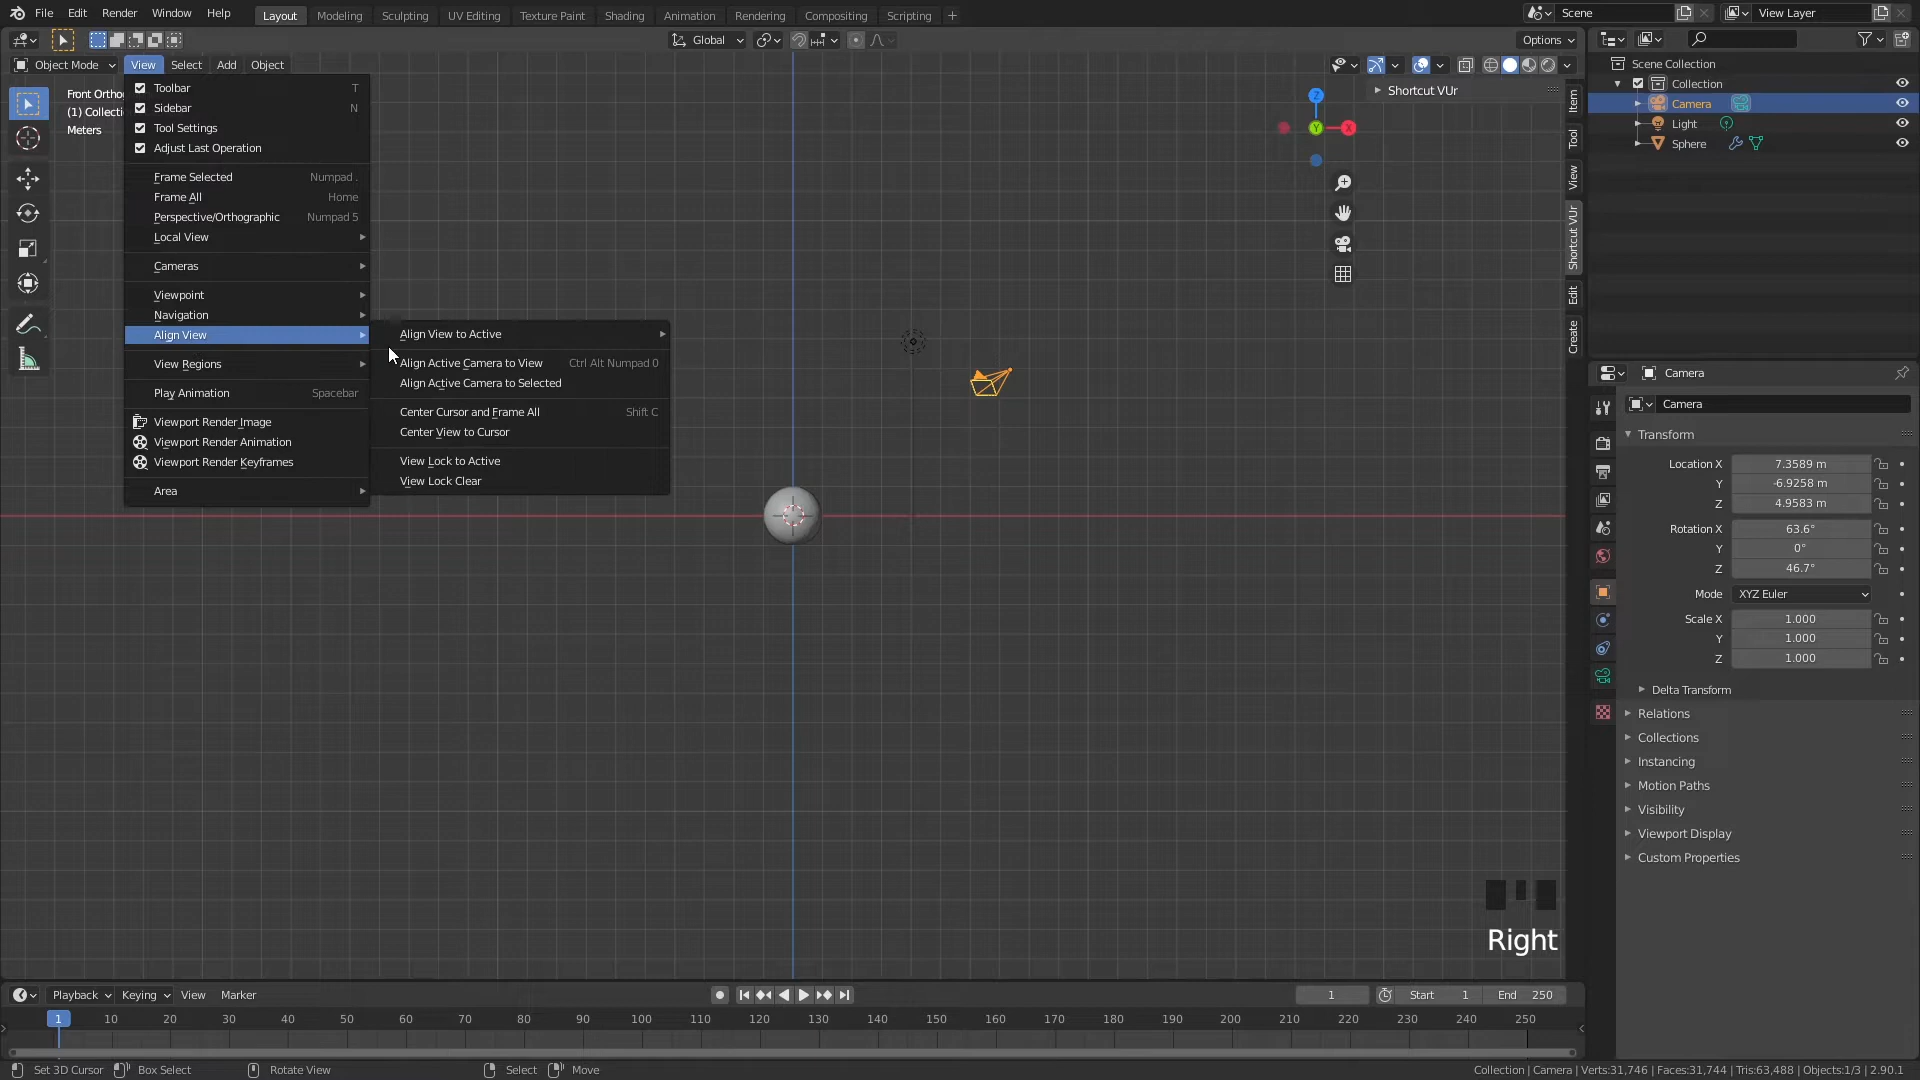 File Edit Render Window Help
Layout Modeling Sculpting UV Editing Texture Paint Shading Animation Rendering Compositing Scripting +
Scene
View Layer
Global
Options
Object Mode View Select Add Object
Front Ortho
(1) Collecti
Meters
Toolbar T
Sidebar N
Tool Settings
Adjust Last Operation
Frame Selected Numpad .
Frame All Home
Perspective/Orthographic Numpad 5
Local View
Cameras
Viewpoint
Navigation
Align View
View Regions
Play Animation Spacebar
Viewport Render Image
Viewport Render Animation
Viewport Render Keyframes
Area
Align View to Active
Align Active Camera to View Ctrl Alt Numpad 0
Align Active Camera to Selected
Center Cursor and Frame All Shift C
Center View to Cursor
View Lock to Active
View Lock Clear
Z
Y
X
Shortcut VUr
Item
Tool
View
Shortcut VUr
Edit
Create
Scene Collection
Collection
Camera
Light
Sphere
Camera
Camera
Transform
Location X 7.3589 m
Y -6.9258 m
Z 4.9583 m
Rotation X 63.6°
Y 0°
Z 46.7°
Mode XYZ Euler
Scale X 1.000
Y 1.000
Z 1.000
Delta Transform
Relations
Collections
Instancing
Motion Paths
Visibility
Viewport Display
Custom Properties
Right
Playback Keying View Marker
1 Start 1 End 250
1 10 20 30 40 50 60 70 80 90 100 110 120 130 140 150 160 170 180 190 200 210 220 230 240 250
Set 3D Cursor Box Select Rotate View Select Move
Collection | Camera | Verts:31,746 | Faces:31,744 | Tris:63,488 | Objects:1/3 | 2.90.1